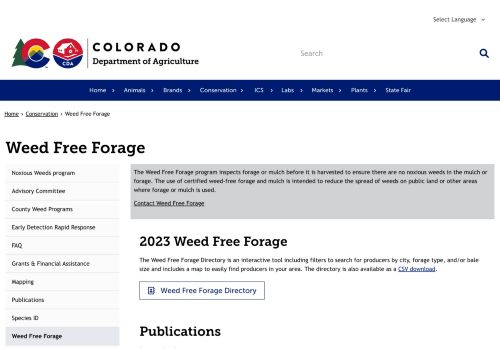 Select Language
COLORADO
Department of Agriculture
CDA
Search
Home Animals Brands Conservation ICS Labs Markets Plants State Fair
Home > Conservation > Weed Free Forage
Weed Free Forage
Noxious Weeds program
Advisory Committee
County Weed Programs
Early Detection Rapid Response
FAQ
Grants & Financial Assistance
Mapping
Publications
Species ID
Weed Free Forage
The Weed Free Forage program inspects forage or mulch before it is harvested to ensure there are no noxious weeds in the mulch or
forage. The use of certified weed-free forage and mulch is intended to reduce the spread of weeds on public land or other areas
where forage or mulch is used.
Contact Weed Free Forage
2023 Weed Free Forage
The Weed Free Forage Directory is an interactive tool including filters to search for producers by city, forage type, and/or bale
size and includes a map to easily find producers in your area. The directory is also available as a CSV download.
Weed Free Forage Directory
Publications